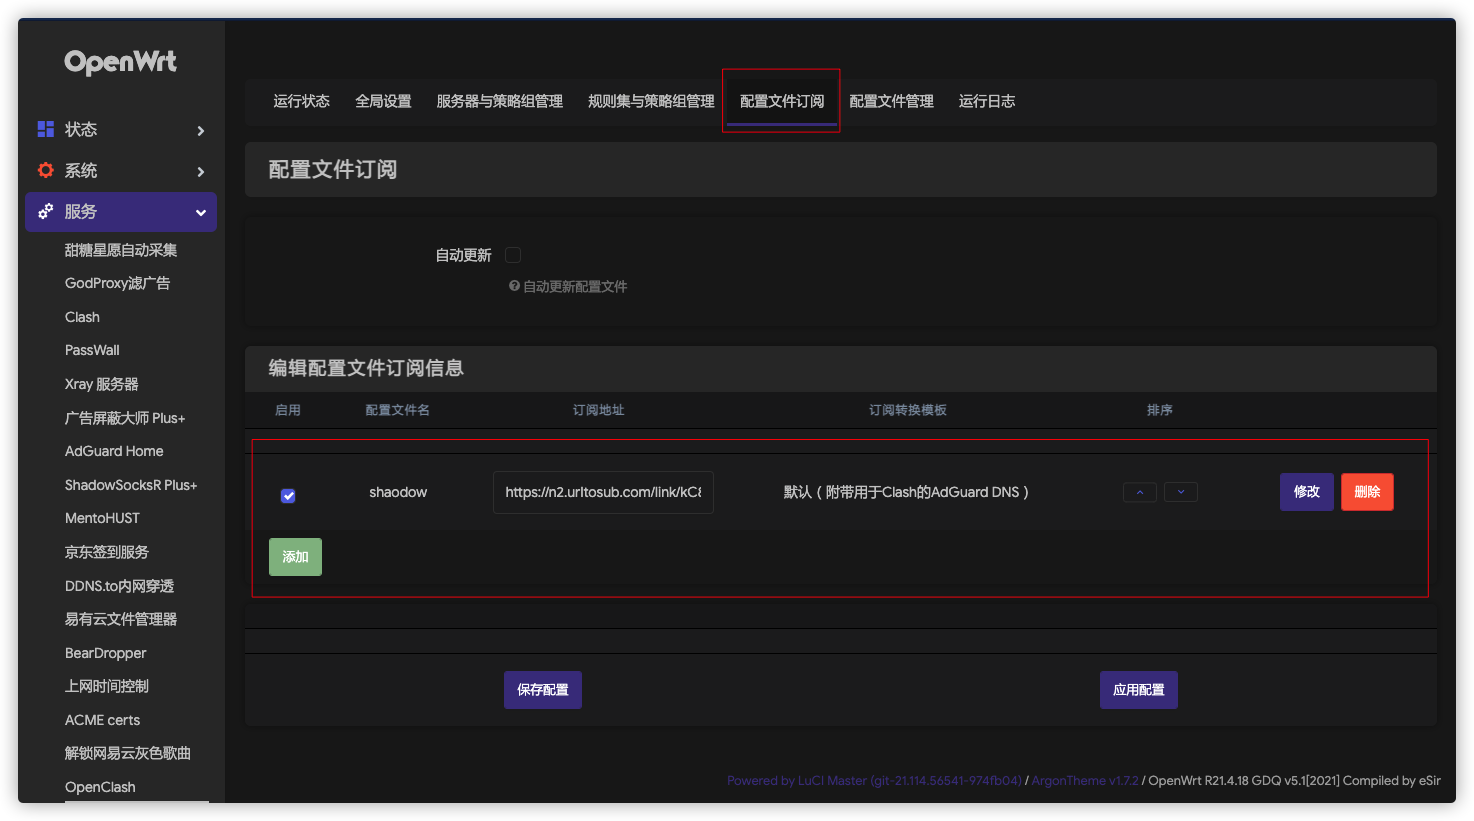 OpenWrt
状态
系统
服务
甜糖星愿自动采集
GodProxy滤广告
Clash
PassWall
Xray 服务器
广告屏蔽大师 Plus+
AdGuard Home
ShadowSocksR Plus+
MentoHUST
京东签到服务
DDNS.to内网穿透
易有云文件管理器
BearDropper
上网时间控制
ACME certs
解锁网易云灰色歌曲
OpenClash
运行状态 全局设置 服务器与策略组管理 规则集与策略组管理 配置文件订阅 配置文件管理 运行日志
配置文件订阅
自动更新
自动更新配置文件
编辑配置文件订阅信息
启用 配置文件名 订阅地址 订阅转换模板 排序
shaodow https://n2.urltosub.com/link/kC 默认（附带用于Clash的AdGuard DNS） 修改 删除
添加
保存配置 应用配置
Powered by LuCI Master (git-21.114.56541-974fb04) / ArgonTheme v1.7.2 / OpenWrt R21.4.18 GDQ v5.1[2021] Compiled by eSir